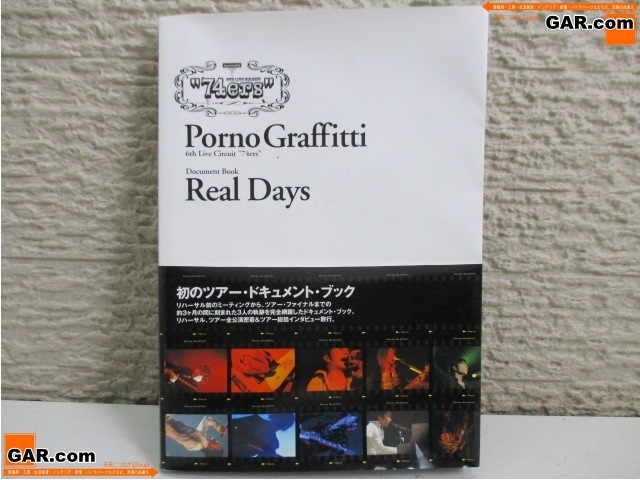 GAR.com
"74ers"
Porno Graffitti
6th Live Circuit "74ers"
Document Book
Real Days
初のツアー・ドキュメント・ブック
リハーサル前のミーティングから、ツアー・ファイナルまでの
約3ヶ月の間に刻まれた3人の軌跡を完全網羅したドキュメント・ブック。
リハーサル、ツアー全公演密着&ツアー総括インタビュー敢行。
GAR.com